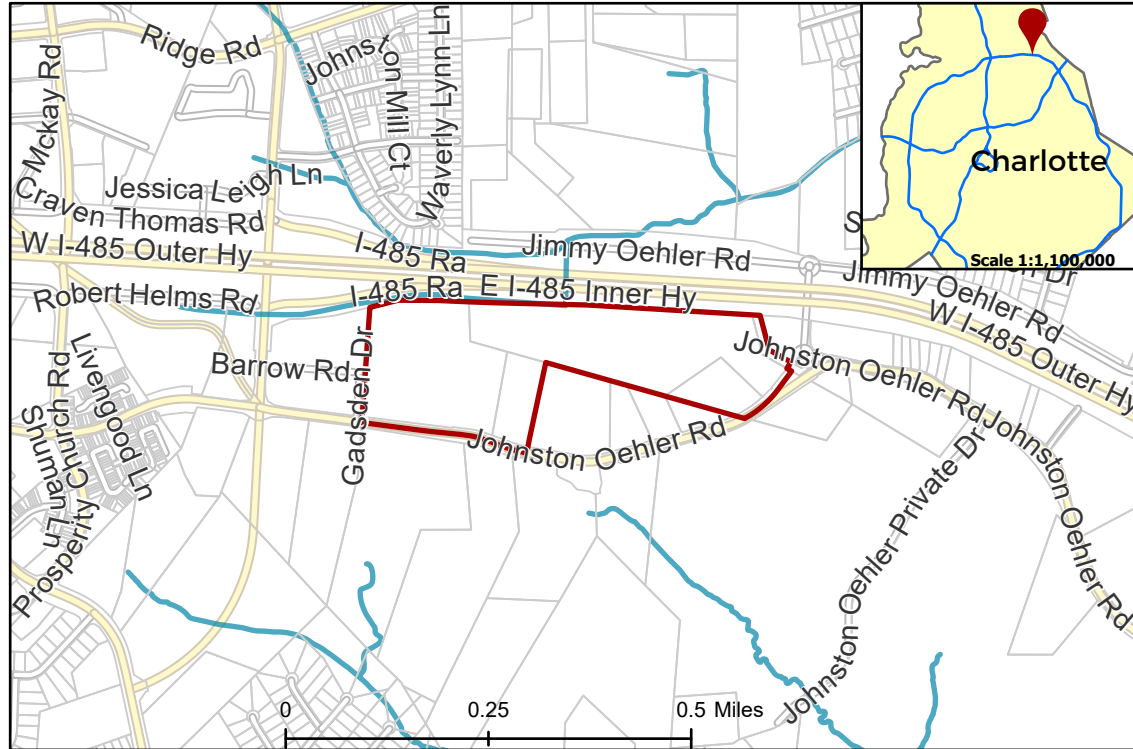 Ridge Rd
Johnston Mill Ct
Waverly Lynn Ln
Mckay Rd
Jessica Leigh Ln
Craven Thomas Rd
W I-485 Outer Hy
I-485 Ra
Jimmy Oehler Rd
Charlotte
Scale 1:1,100,000
Jimmy Oehler Rd
W I-485 Outer Hy
Robert Helms Rd
I-485 Ra
E I-485 Inner Hy
Barrow Rd
Gadsden Dr
Livengood Ln
Shuman Ln
Prosperity Church Rd
Johnston Oehler Rd
Johnston Oehler Rd
Johnston Oehler Rd
Johnston Oehler Private Dr
0 0.25 0.5 Miles